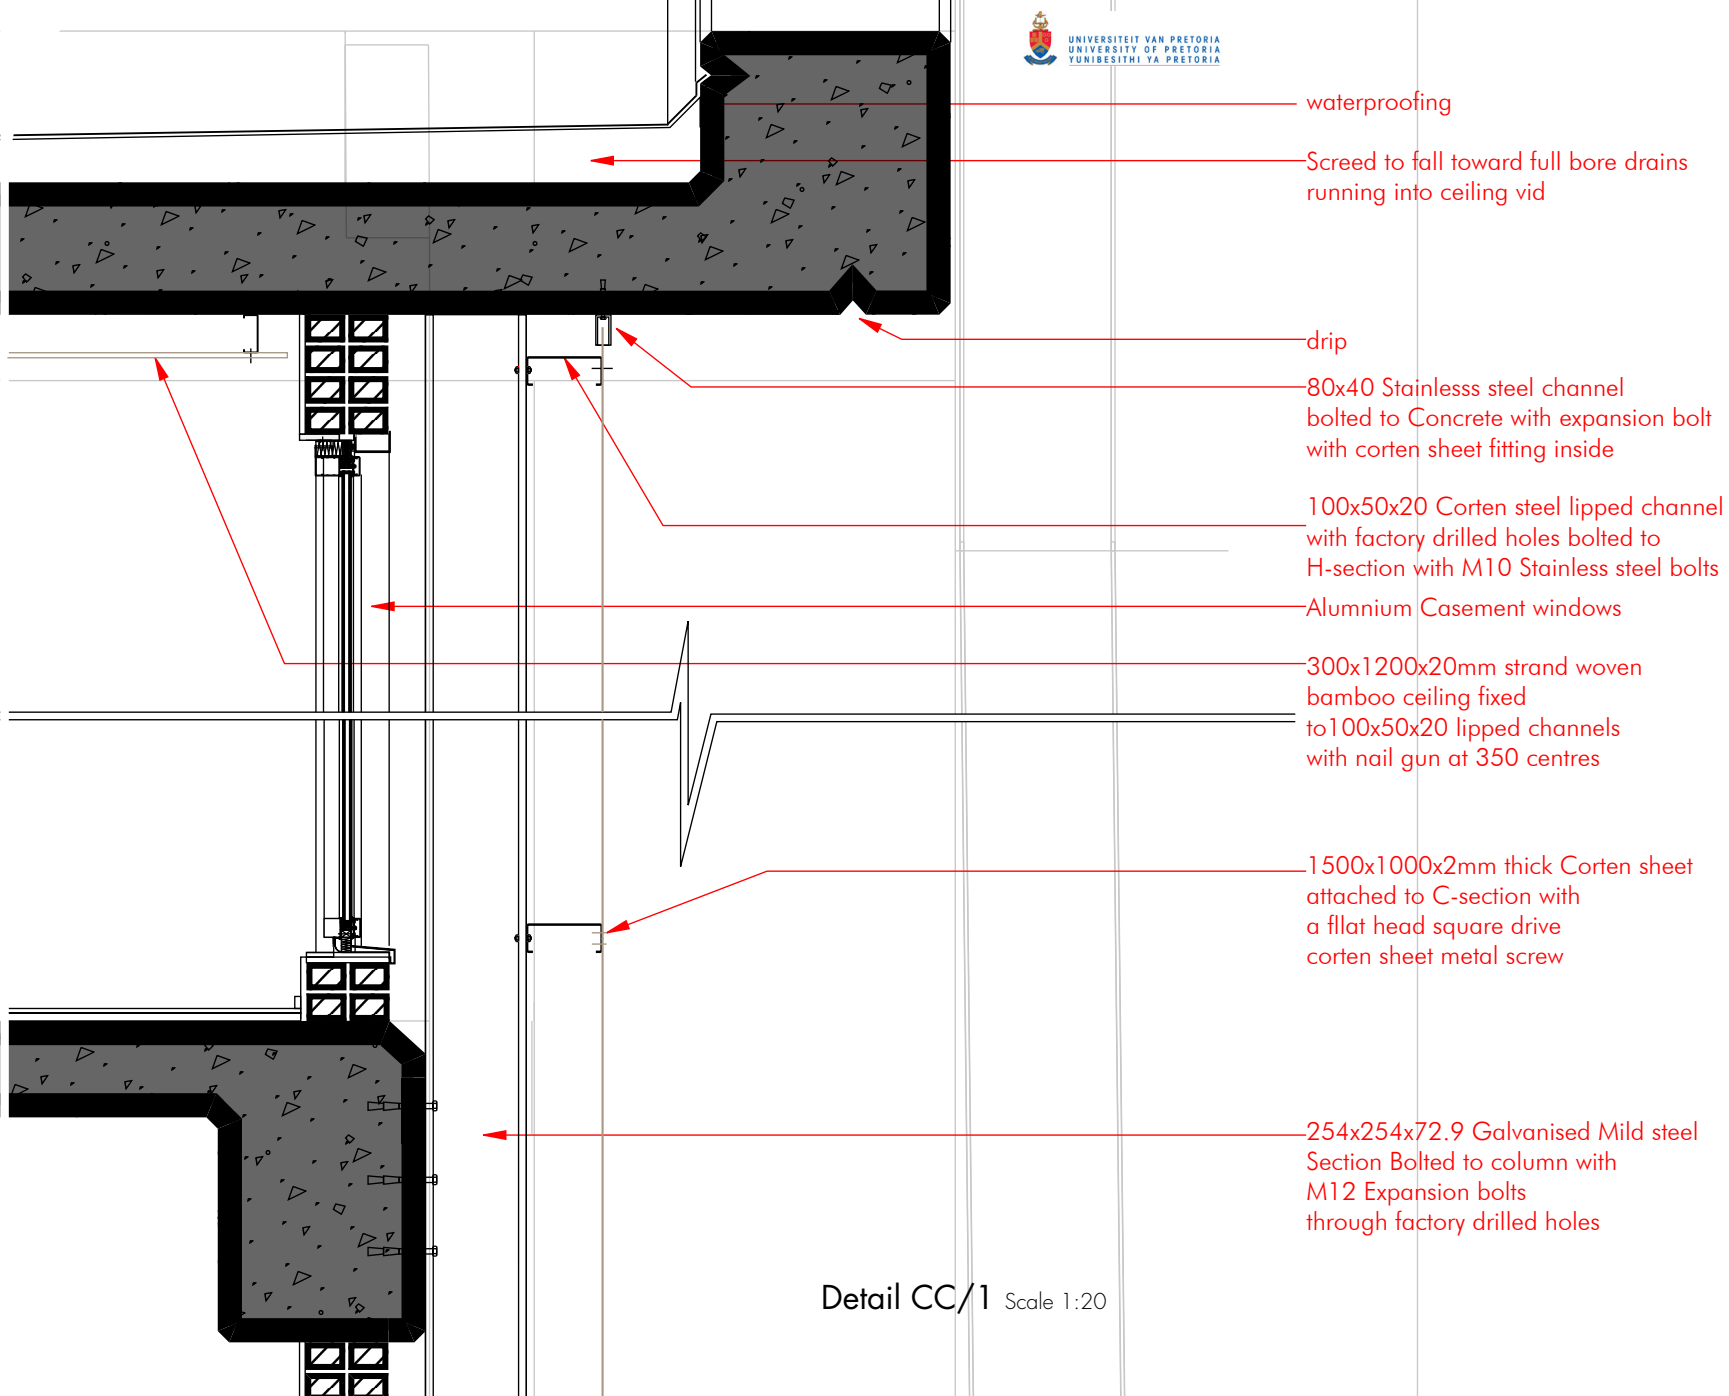 UNIVERSITEIT VAN PRETORIA
UNIVERSITY OF PRETORIA
YUNIBESITHI YA PRETORIA
waterproofing
Screed to fall toward full bore drains
running into ceiling vid
drip
80x40 Stainlesss steel channel
bolted to Concrete with expansion bolt
with corten sheet fitting inside
100x50x20 Corten steel lipped channel
with factory drilled holes bolted to
H-section with M10 Stainless steel bolts
Alumnium Casement windows
300x1200x20mm strand woven
bamboo ceiling fixed
to100x50x20 lipped channels
with nail gun at 350 centres
1500x1000x2mm thick Corten sheet
attached to C-section with
a fllat head square drive
corten sheet metal screw
254x254x72.9 Galvanised Mild steel
Section Bolted to column with
M12 Expansion bolts
through factory drilled holes
Detail CC/1 Scale 1:20